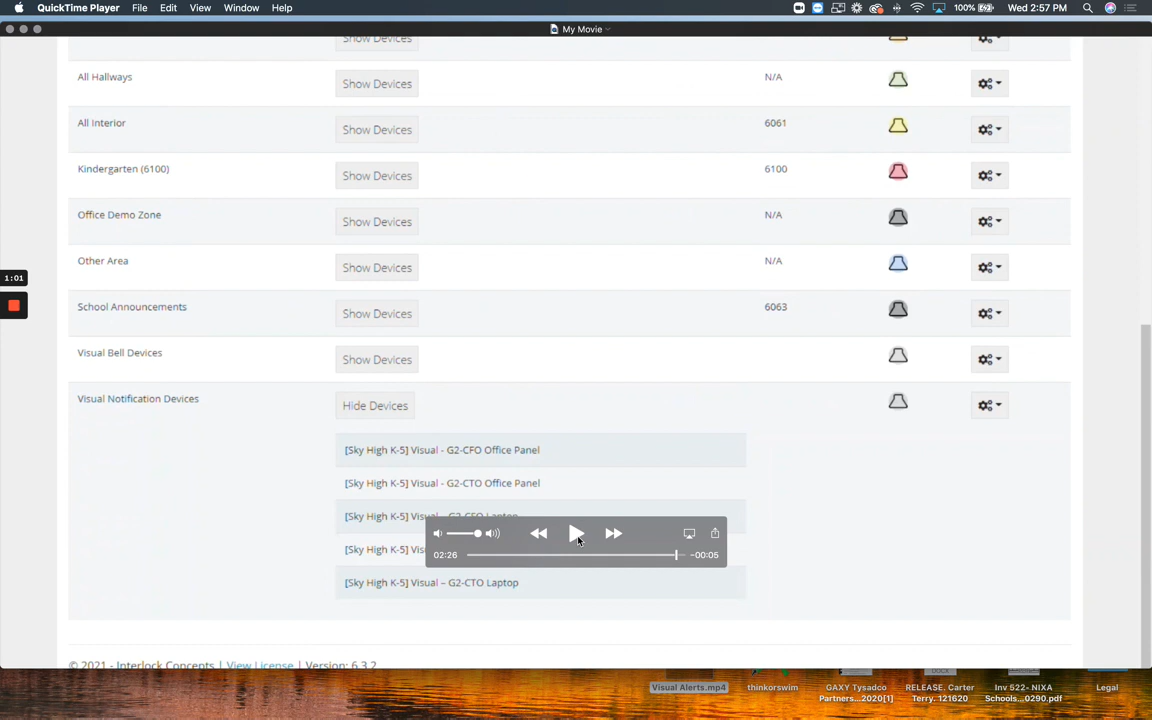 QuickTime Player File Edit View Window Help 100% Wed 2:57 PM
My Movie
Show Devices
All Hallways Show Devices N/A
All Interior Show Devices 6061
Kindergarten (6100) Show Devices 6100
Office Demo Zone Show Devices N/A
Other Area Show Devices N/A
1:01
School Announcements Show Devices 6063
Visual Bell Devices Show Devices
Visual Notification Devices Hide Devices
[Sky High K-5] Visual - G2-CFO Office Panel
[Sky High K-5] Visual - G2-CTO Office Panel
[Sky High K-5] Visual - G2-CEO Laptop
[Sky High K-5] Vis
02:26 -00:05
[Sky High K-5] Visual – G2-CTO Laptop
© 2021 - Interlock Concepts | View License | Version: 6.3.2
Visual Alerts.mp4 thinkorswim GAXY Tysadco RELEASE. Carter Inv 522- NIXA Legal
Partners...2020[1] Terry. 121620 Schools...0290.pdf